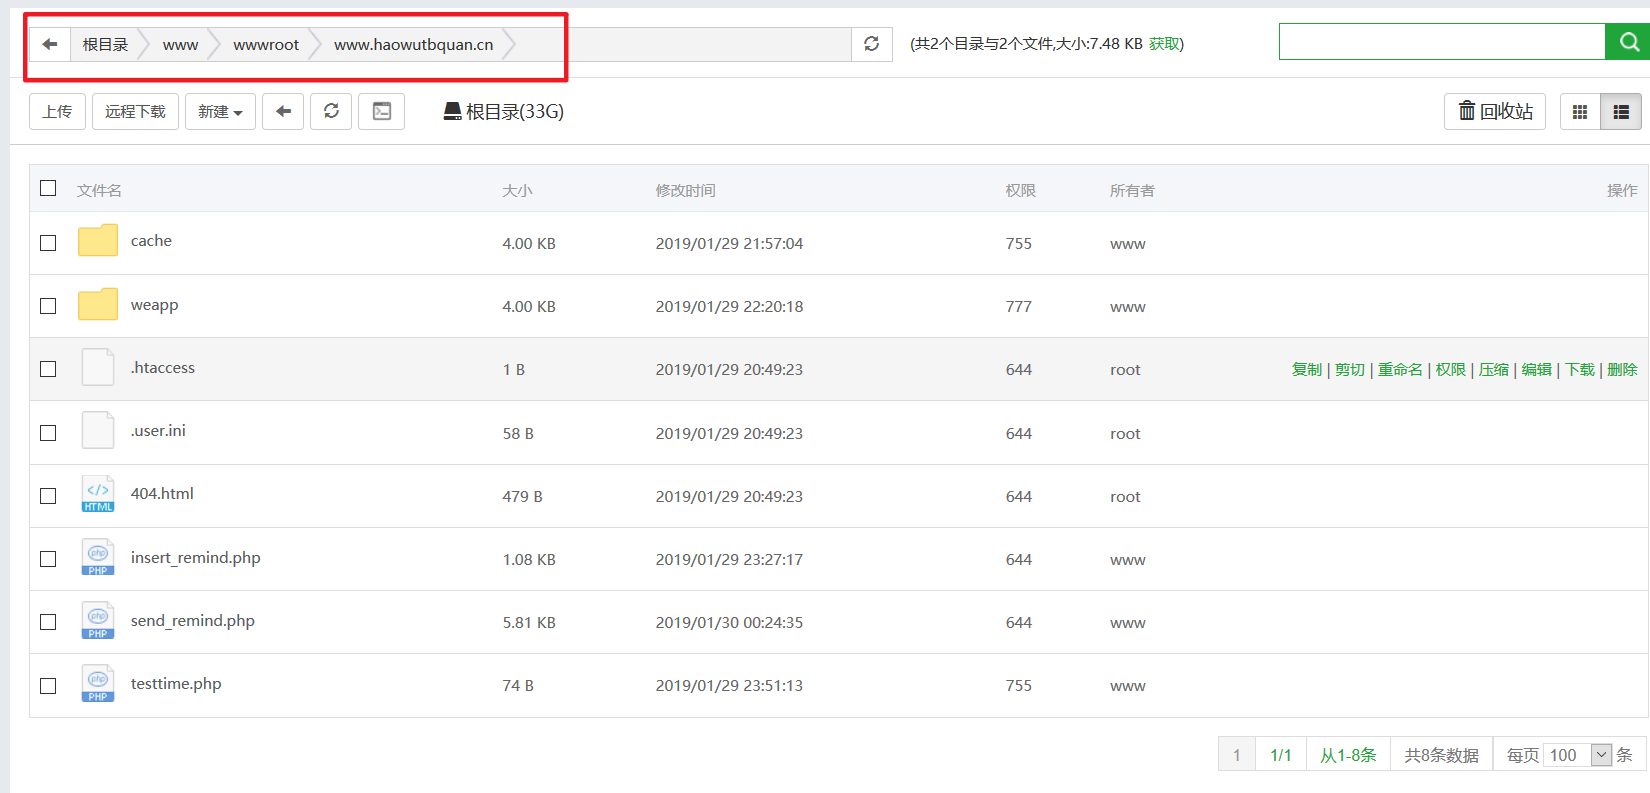 根目录 www wwwroot www.haowutbquan.cn (共2个目录与2个文件,大小:7.48 KB 获取)
上传 远程下载 新建 根目录(33G) 回收站
文件名 大小 修改时间 权限 所有者 操作
cache 4.00 KB 2019/01/29 21:57:04 755 www
weapp 4.00 KB 2019/01/29 22:20:18 777 www
.htaccess 1 B 2019/01/29 20:49:23 644 root 复制 | 剪切 | 重命名 | 权限 | 压缩 | 编辑 | 下载 | 删除
.user.ini 58 B 2019/01/29 20:49:23 644 root
</> HTML 404.html 479 B 2019/01/29 20:49:23 644 root
php PHP insert_remind.php 1.08 KB 2019/01/29 23:27:17 644 www
php PHP send_remind.php 5.81 KB 2019/01/30 00:24:35 644 www
php PHP testtime.php 74 B 2019/01/29 23:51:13 755 www
1 1/1 从1-8条 共8条数据 每页 100 条